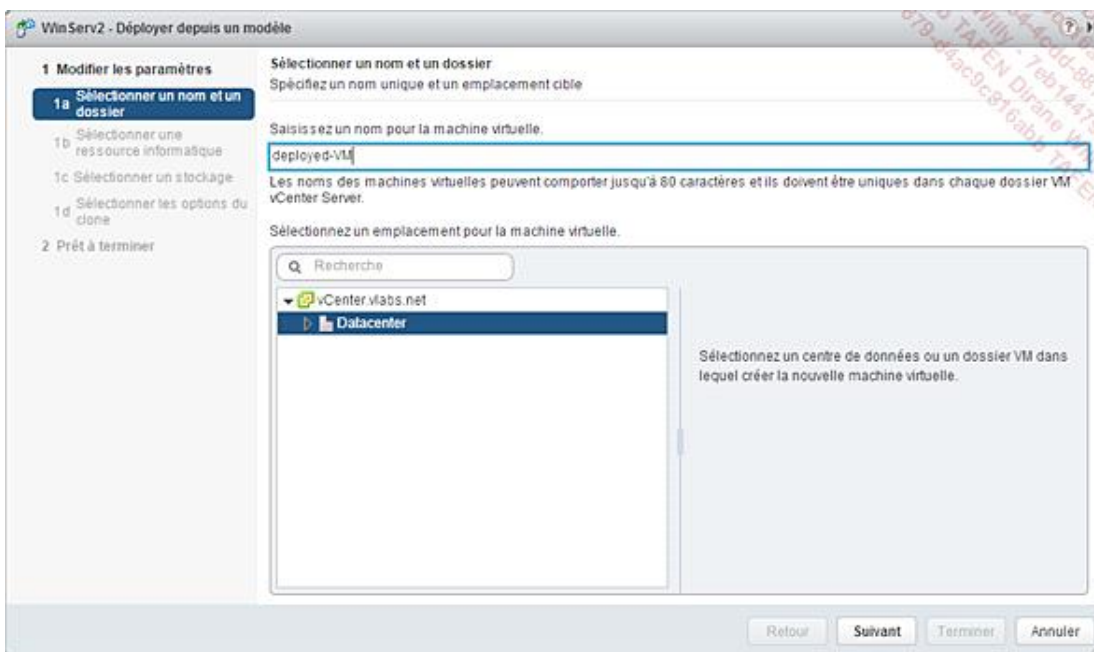 WinServ2 - Déployer depuis un modèle
1 Modifier les paramètres
1a Sélectionner un nom et un
dossier
1b Sélectionner une
ressource informatique
1c Sélectionner un stockage
1d Sélectionner les options du
clone
2 Prêt à terminer
Sélectionner un nom et un dossier
Spécifiez un nom unique et un emplacement cible
Saisissez un nom pour la machine virtuelle.
deployed-VM
Les noms des machines virtuelles peuvent comporter jusqu'à 80 caractères et ils doivent être uniques dans chaque dossier VM
vCenter Server.
Sélectionnez un emplacement pour la machine virtuelle.
Recherche
vCenter.vlabs.net
Datacenter
Sélectionnez un centre de données ou un dossier VM dans
lequel créer la nouvelle machine virtuelle.
Retour
Suivant
Terminer
Annuler